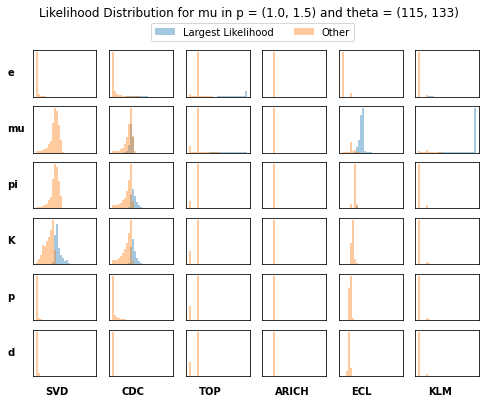 Likelihood Distribution for mu in p = (1.0, 1.5) and theta = (115, 133)
Largest Likelihood Other
e
mu
pi
K
p
d
SVD CDC TOP ARICH ECL KLM